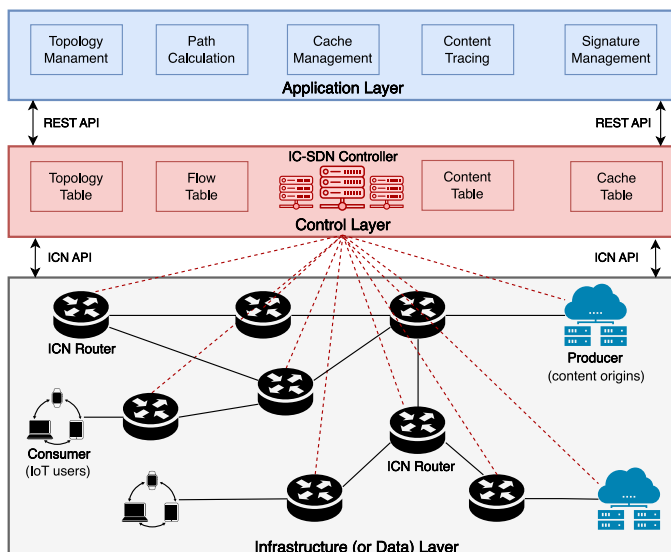 Topology
Manament
Path
Calculation
Cache
Management
Content
Tracing
Signature
Management
Application Layer
REST API
REST API
IC-SDN Controller
Topology
Table
Flow
Table
Content
Table
Cache
Table
Control Layer
ICN API
ICN API
ICN Router
Producer
(content origins)
Consumer
(IoT users)
ICN Router
Infrastructure (or Data) Layer